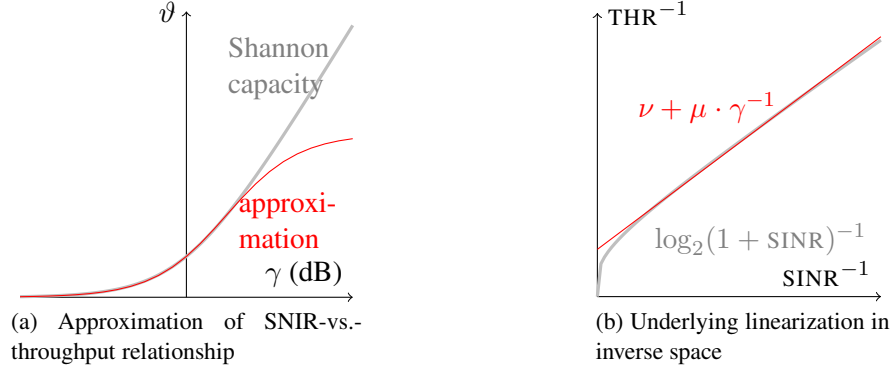 ϑ
Shannon
capacity
approxi-
mation
γ (dB)
(a) Approximation of SNIR-vs.-
throughput relationship
THR⁻¹
ν + μ · γ⁻¹
log₂(1 + SINR)⁻¹
SINR⁻¹
(b) Underlying linearization in
inverse space